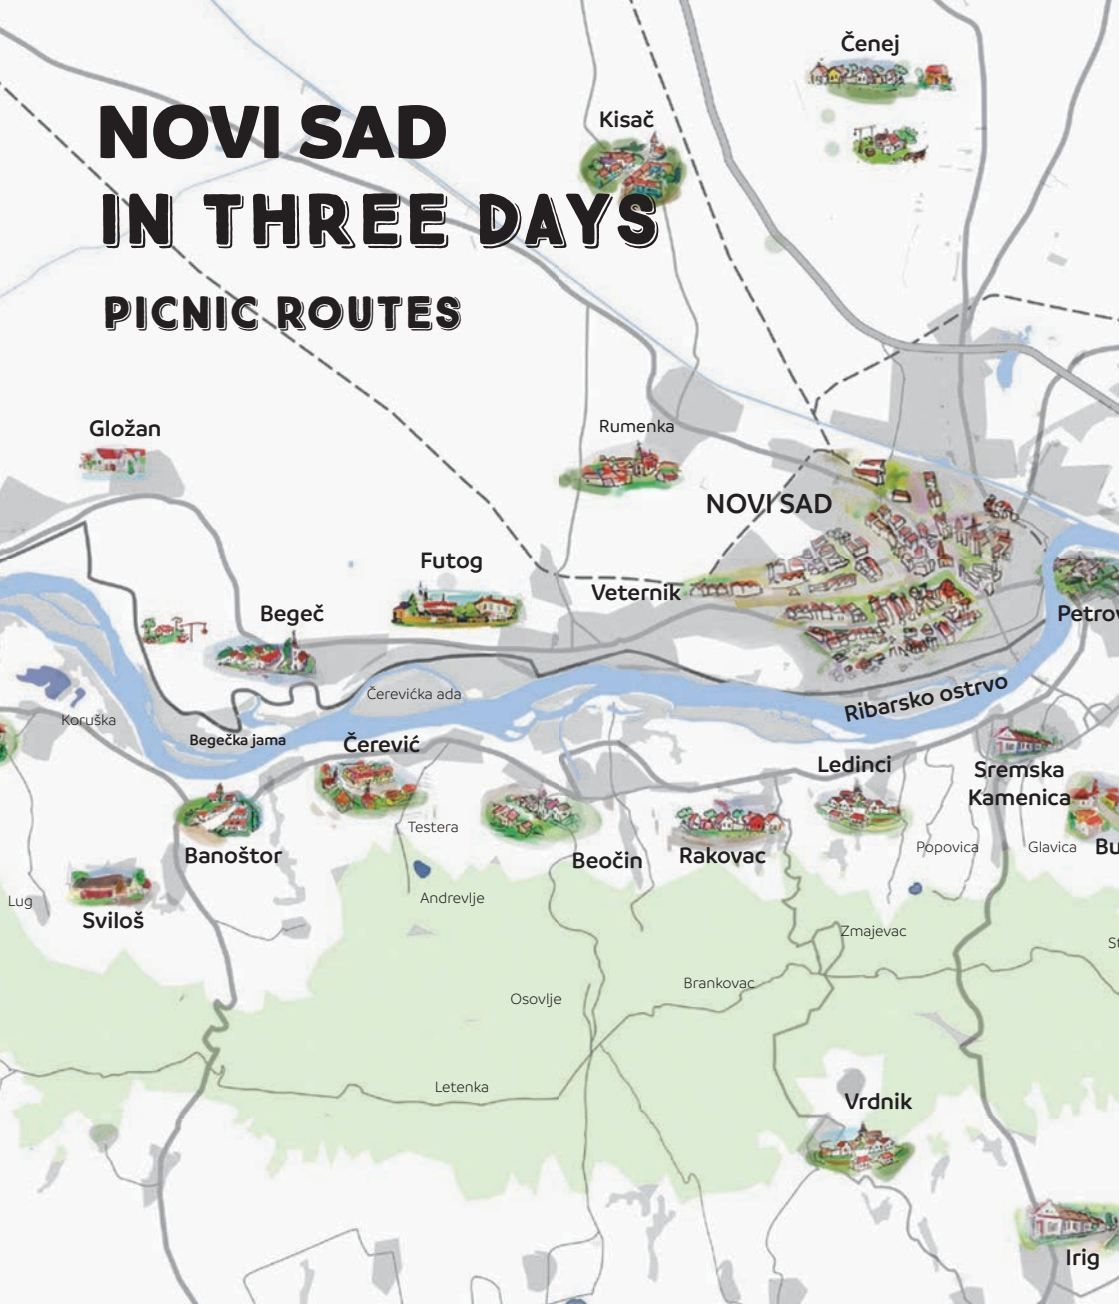 Čenej
NOVI SAD
Kisač
IN THREE DAYS
PICNIC ROUTES
Gložan
Rumenka
NOVI SAD
Futog
Veternik
Begeč
Petrov
Čerevićka ada
Ribarsko ostrvo
Koruška
Begečka jama
Čerević
Ledinci
Sremska
Kamenica
Testera
Popovica
Glavica
Bu
Banoštor
Beočin
Rakovac
Andrevlje
Lug
Sviloš
Zmajevac
St
Brankovac
Osovlje
Letenka
Vrdnik
Irig